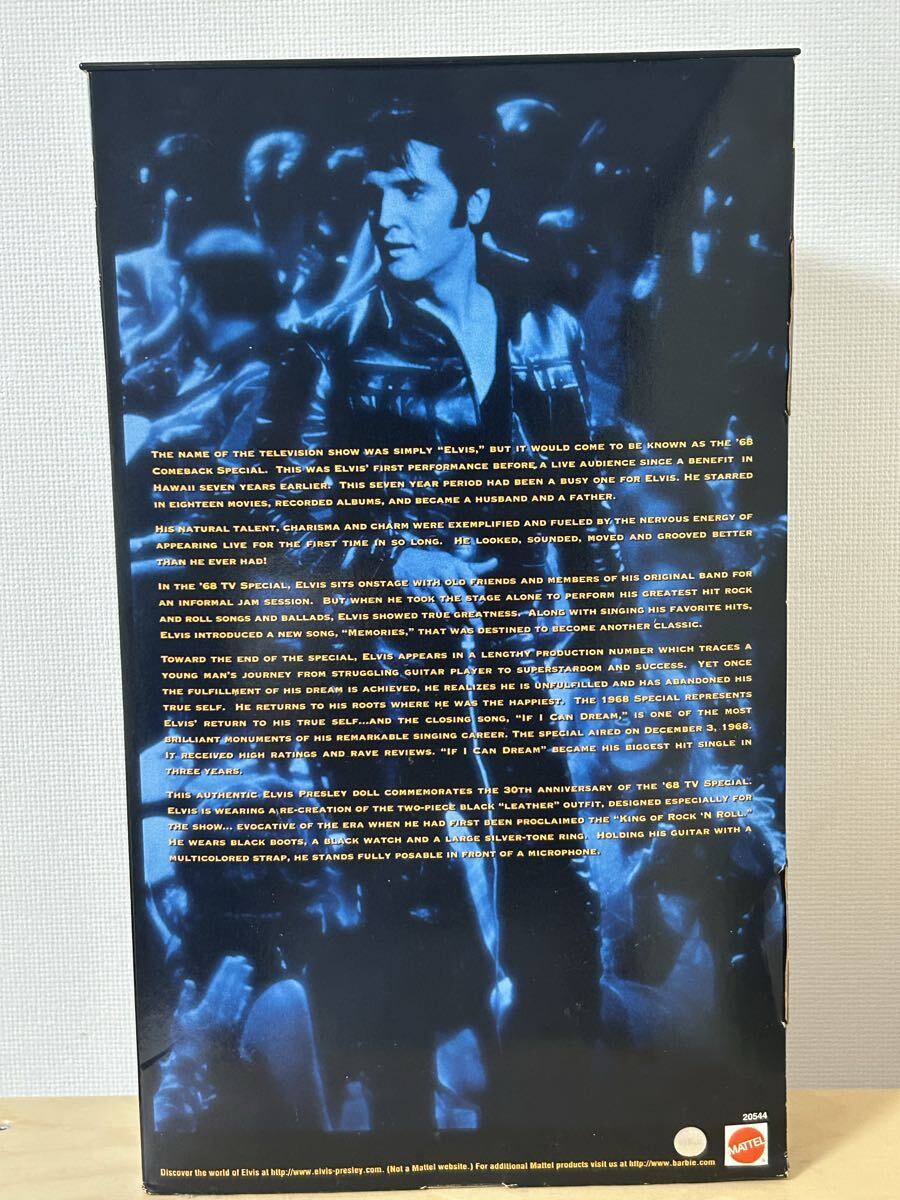 The name of the television show was simply “Elvis,” but it would come to be known as the '68
Comeback Special. This was Elvis' first performance before a live audience since a benefit in
Hawaii seven years earlier. This seven year period had been a busy one for Elvis. He starred
in eighteen movies, recorded albums, and became a husband and a father.
His natural talent, charisma and charm were exemplified and fueled by the nervous energy of
appearing live for the first time in so long. He looked, sounded, moved and grooved better
than he ever had!
In the '68 TV Special, Elvis sits onstage with old friends and members of his original band for
an informal jam session. But when he took the stage alone to perform his greatest hit rock
and roll songs and ballads, Elvis showed true greatness. Along with singing his favorite hits,
Elvis introduced a new song, “Memories,” that was destined to become another classic.
Toward the end of the special, Elvis appears in a lengthy production number which traces a
young man's journey from struggling guitar player to superstardom and success. Yet once
the fulfillment of his dream is achieved, he realizes he is unfulfilled and has abandoned his
true self. He returns to his roots where he was the happiest. The 1968 Special represents
Elvis' return to his true self...and the closing song, “If I Can Dream,” is one of the most
brilliant monuments of his remarkable singing career. The special aired on December 3, 1968.
It received high ratings and rave reviews. “If I Can Dream” became his biggest hit single in
three years.
This authentic Elvis Presley doll commemorates the 30th anniversary of the '68 TV Special.
Elvis is wearing a re-creation of the two-piece black “leather” outfit, designed especially for
the show... evocative of the era when he had first been proclaimed the “King of Rock 'n Roll.”
He wears black boots, a black watch and a large silver-tone ring. Holding his guitar with a
multicolored strap, he stands fully posable in front of a microphone.
20544
MATTEL
Discover the world of Elvis at http://www.elvis-presley.com. (Not a Mattel website.) For additional Mattel products visit us at http://www.barbie.com